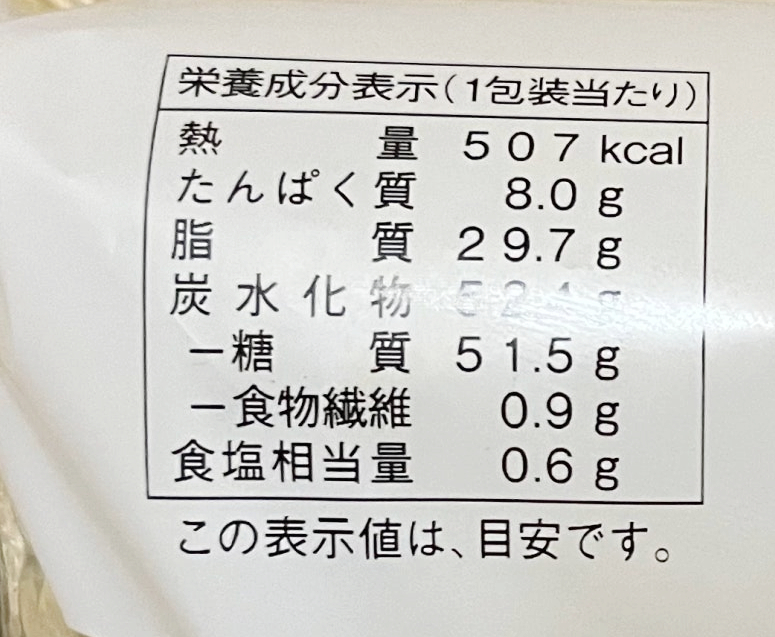 栄養成分表示(1包装当たり)
熱量 507 kcal
たんぱく質 8.0 g
脂質 29.7 g
炭水化物 52.4 g
ー糖質 51.5 g
ー食物繊維 0.9 g
食塩相当量 0.6 g
この表示値は、目安です。